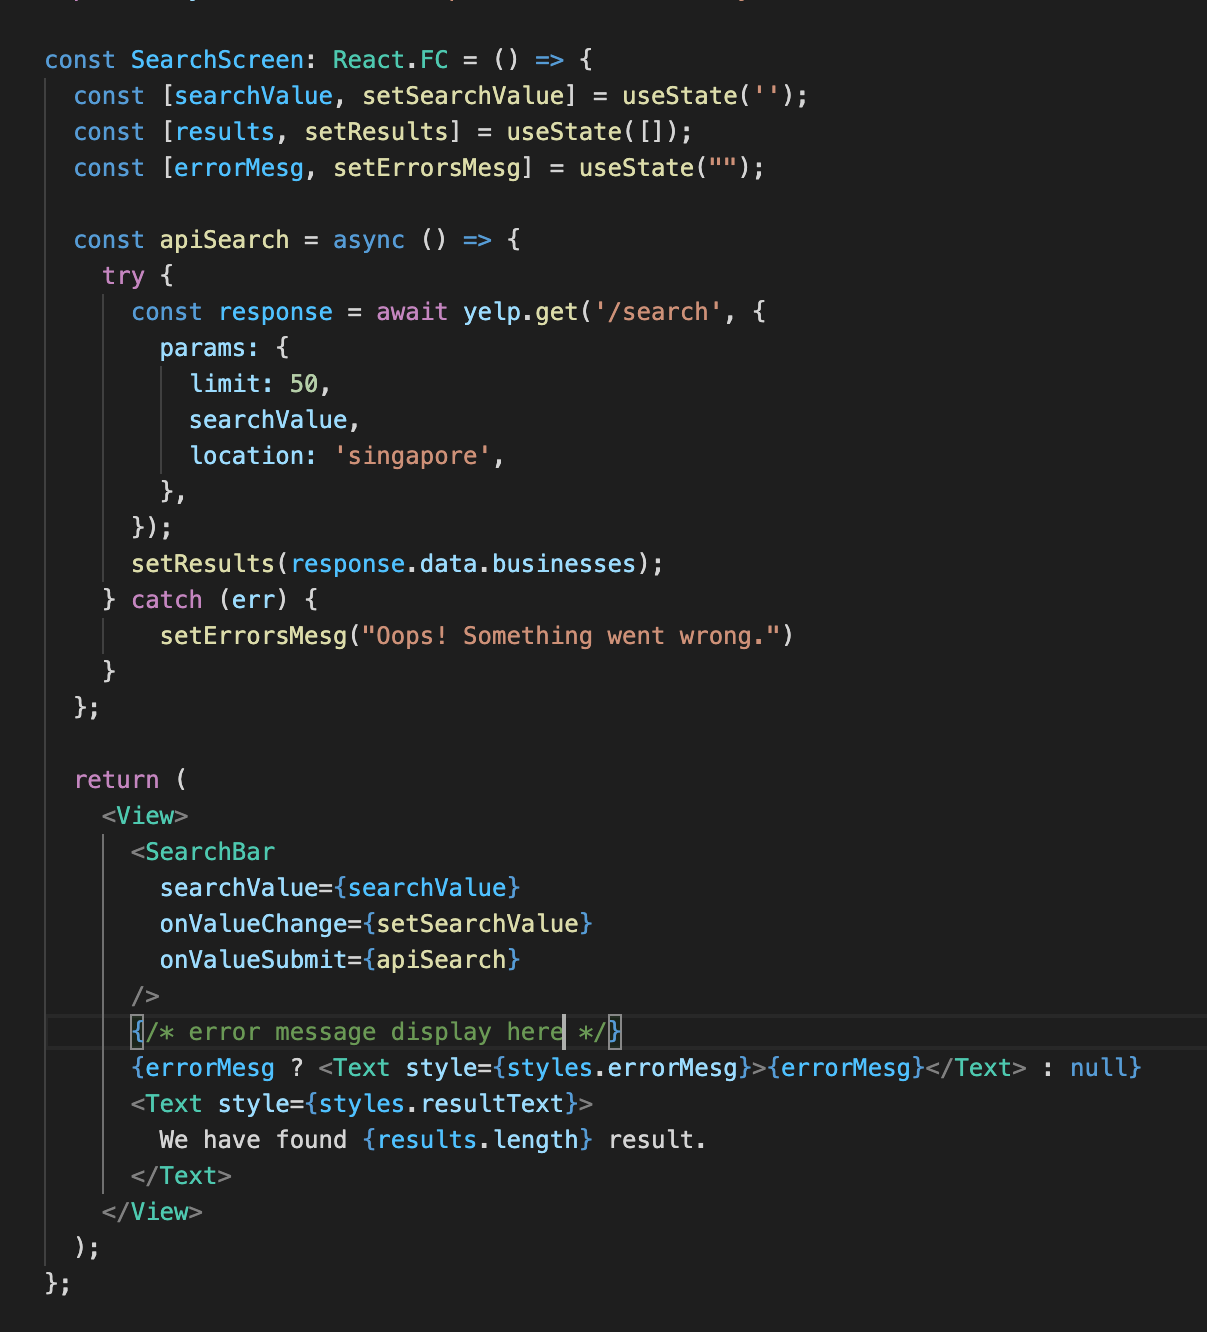 const SearchScreen: React.FC = () => {
  const [searchValue, setSearchValue] = useState('');
  const [results, setResults] = useState([]);
  const [errorMesg, setErrorsMesg] = useState("");

  const apiSearch = async () => {
    try {
      const response = await yelp.get('/search', {
        params: {
          limit: 50,
          searchValue,
          location: 'singapore',
        },
      });
      setResults(response.data.businesses);
    } catch (err) {
        setErrorsMesg("Oops! Something went wrong.")
    }
  };

  return (
    <View>
      <SearchBar
        searchValue={searchValue}
        onValueChange={setSearchValue}
        onValueSubmit={apiSearch}
      />
      {/* error message display here */}
      {errorMesg ? <Text style={styles.errorMesg}>{errorMesg}</Text> : null}
      <Text style={styles.resultText}>
        We have found {results.length} result.
      </Text>
    </View>
  );
};